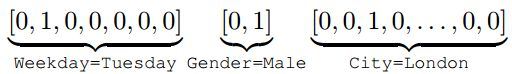 [0, 1, 0, 0, 0, 0, 0] [0, 1] [0, 0, 1, 0, . . . , 0, 0]
Weekday=Tuesday Gender=Male City=London